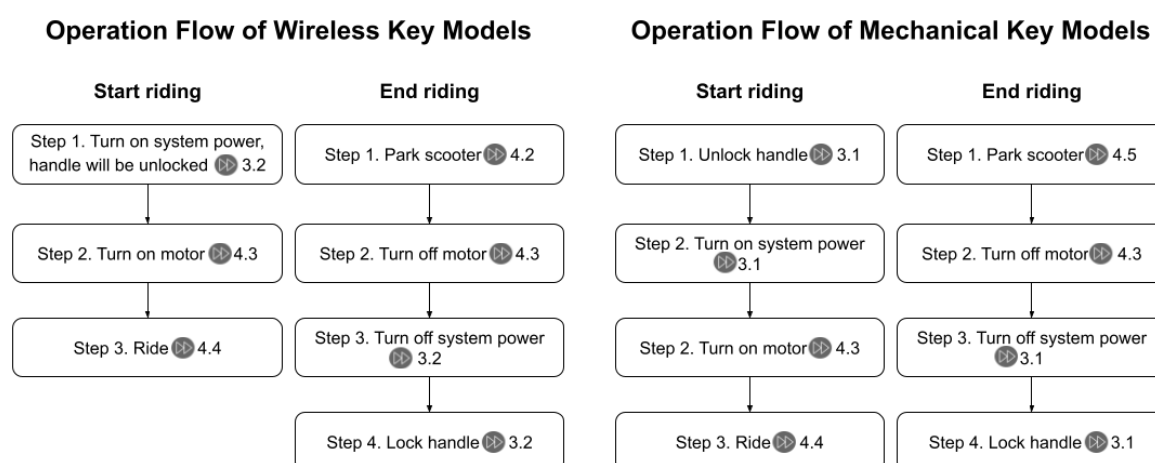 Operation Flow of Wireless Key Models
Start riding
Step 1. Turn on system power,
handle will be unlocked 3.2
Step 2. Turn on motor 4.3
Step 3. Ride 4.4
End riding
Step 1. Park scooter 4.2
Step 2. Turn off motor 4.3
Step 3. Turn off system power
3.2
Step 4. Lock handle 3.2
Operation Flow of Mechanical Key Models
Start riding
Step 1. Unlock handle 3.1
Step 2. Turn on system power
3.1
Step 2. Turn on motor 4.3
Step 3. Ride 4.4
End riding
Step 1. Park scooter 4.5
Step 2. Turn off motor 4.3
Step 3. Turn off system power
3.1
Step 4. Lock handle 3.1